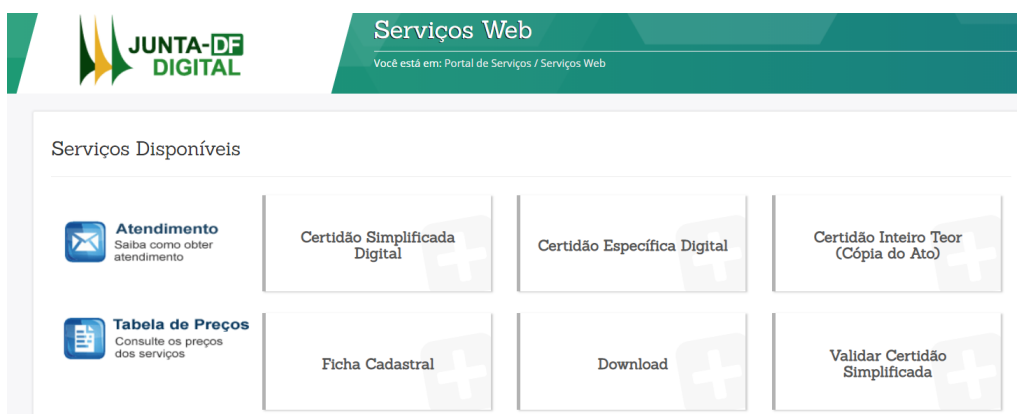 JUNTA-DF
DIGITAL
Serviços Web
Você está em: Portal de Serviços / Serviços Web
Serviços Disponíveis
Atendimento
Saiba como obter
atendimento
Certidão Simplificada
Digital
Certidão Específica Digital
Certidão Inteiro Teor
(Cópia do Ato)
Tabela de Preços
Consulte os preços
dos serviços
Ficha Cadastral
Download
Validar Certidão
Simplificada